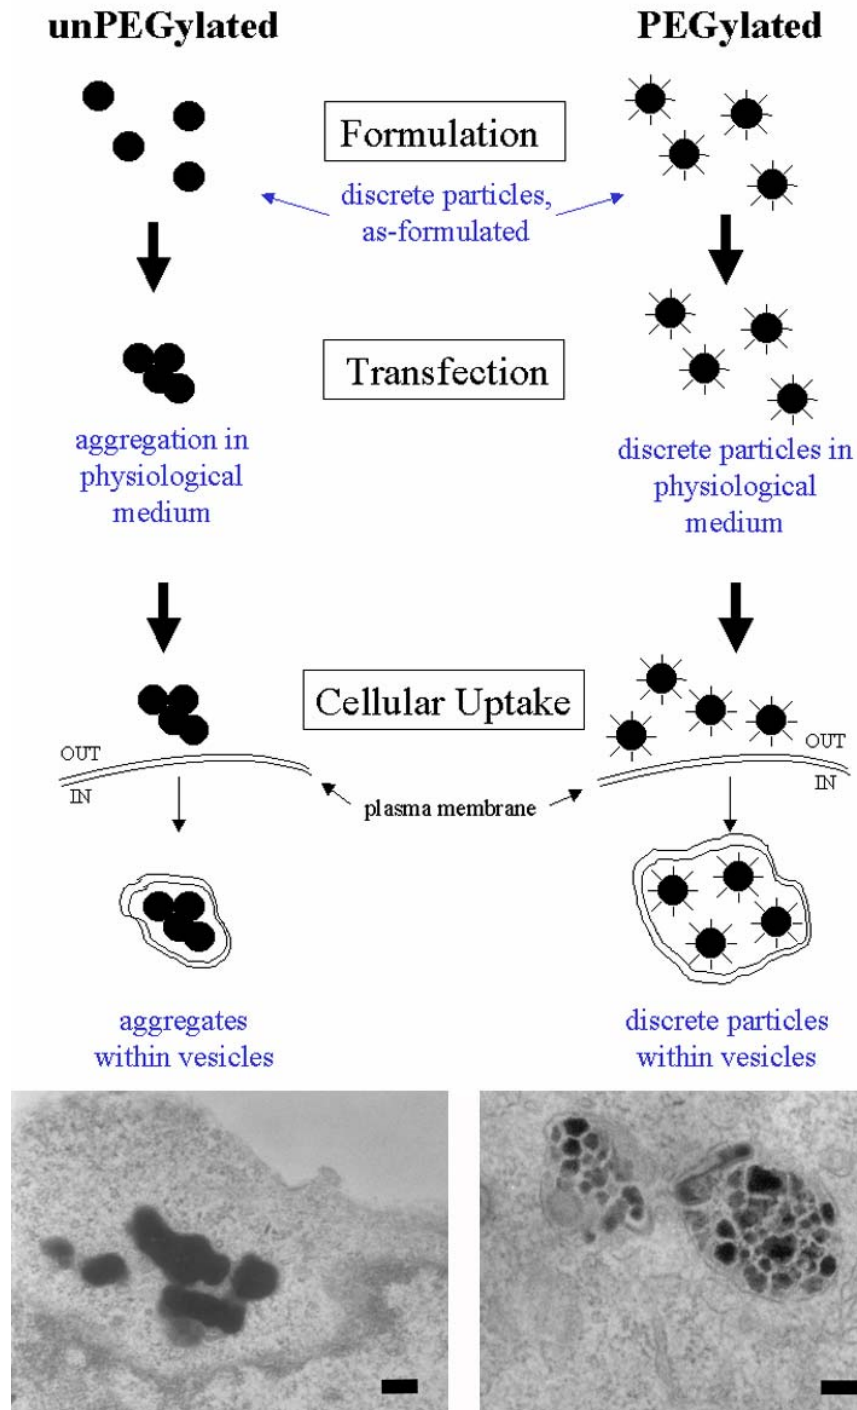 unPEGylated
PEGylated
Formulation
discrete particles,
as-formulated
Transfection
aggregation in
physiological
medium
discrete particles in
physiological
medium
Cellular Uptake
OUT
IN
OUT
IN
plasma membrane
aggregates
within vesicles
discrete particles
within vesicles